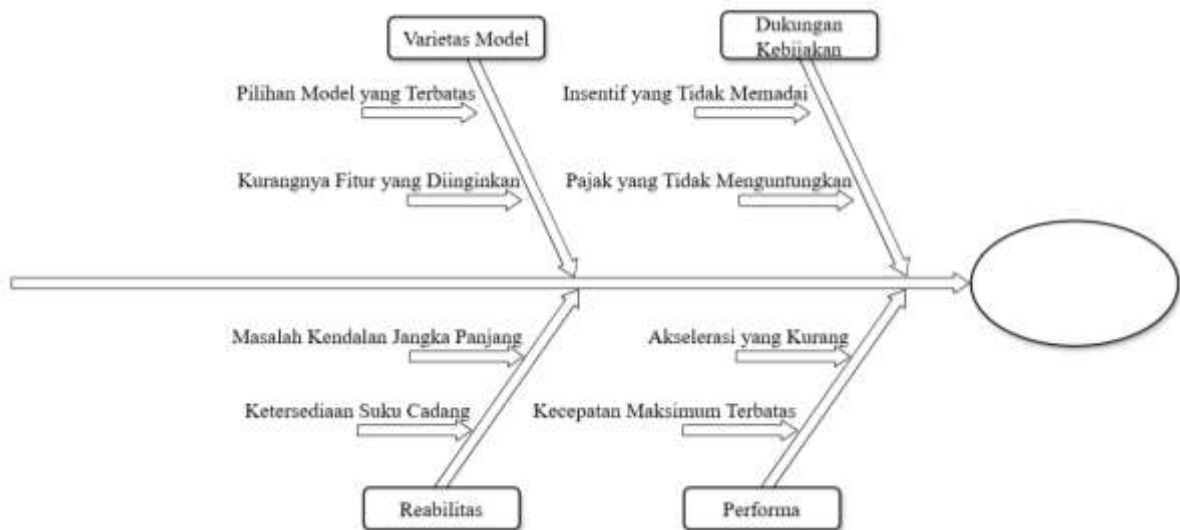 Varietas Model
Dukungan
Kebijakan
Pilihan Model yang Terbatas
Insentif yang Tidak Memadai
Kurangnya Fitur yang Diinginkan
Pajak yang Tidak Menguntungkan
Masalah Kendalan Jangka Panjang
Akselerasi yang Kurang
Ketersediaan Suku Cadang
Kecepatan Maksimum Terbatas
Reabilitas
Performa